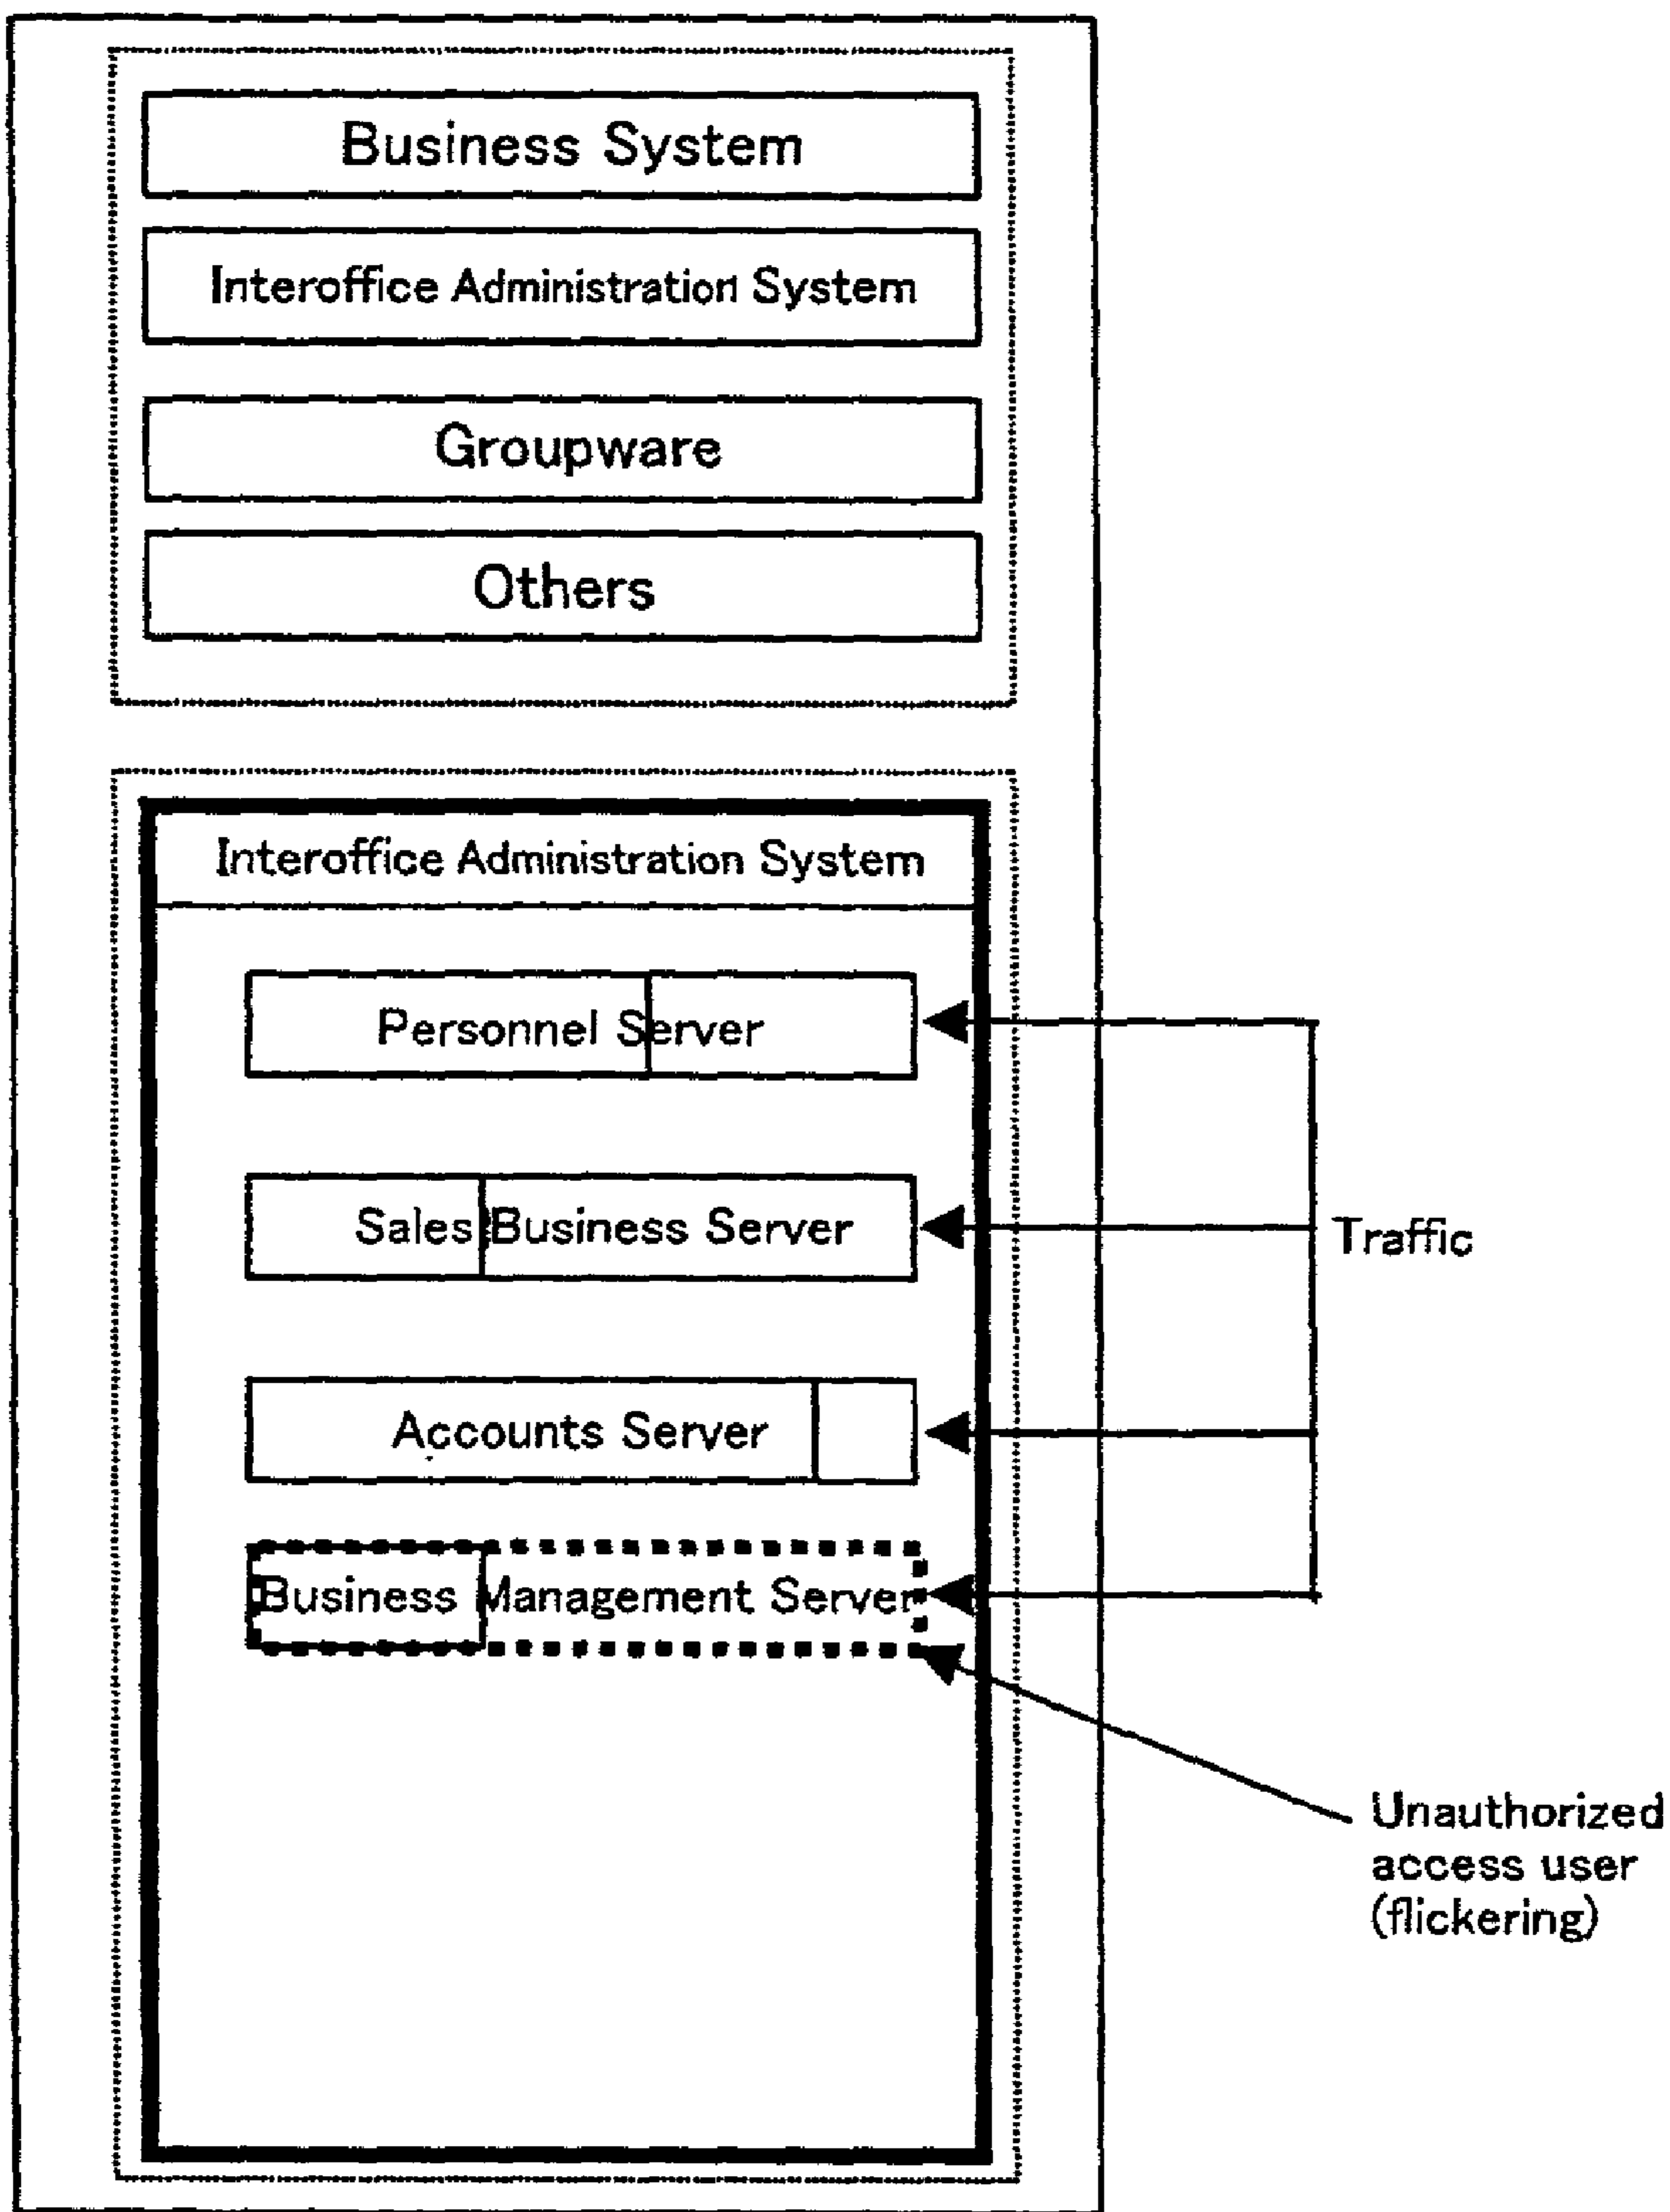 Business System
Interoffice Administration System
Groupware
Others
Interoffice Administration System
Personnel Server
Sales Business Server
Traffic
Accounts Server
Business Management Server
Unauthorized
access user
(flickering)